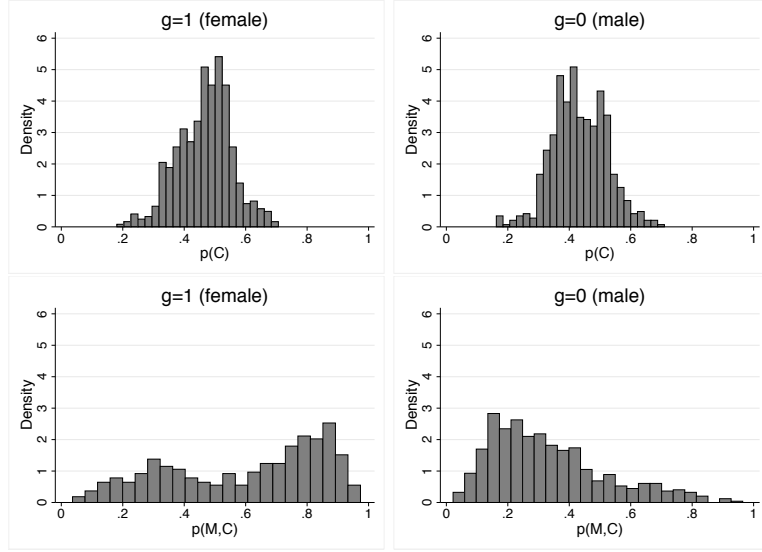 g=1 (female)
Density
0 1 2 3 4 5 6
0 .2 .4 .6 .8 1
p(C)
g=0 (male)
Density
0 1 2 3 4 5 6
0 .2 .4 .6 .8 1
p(C)
g=1 (female)
Density
0 1 2 3 4 5 6
0 .2 .4 .6 .8 1
p(M,C)
g=0 (male)
Density
0 1 2 3 4 5 6
0 .2 .4 .6 .8 1
p(M,C)